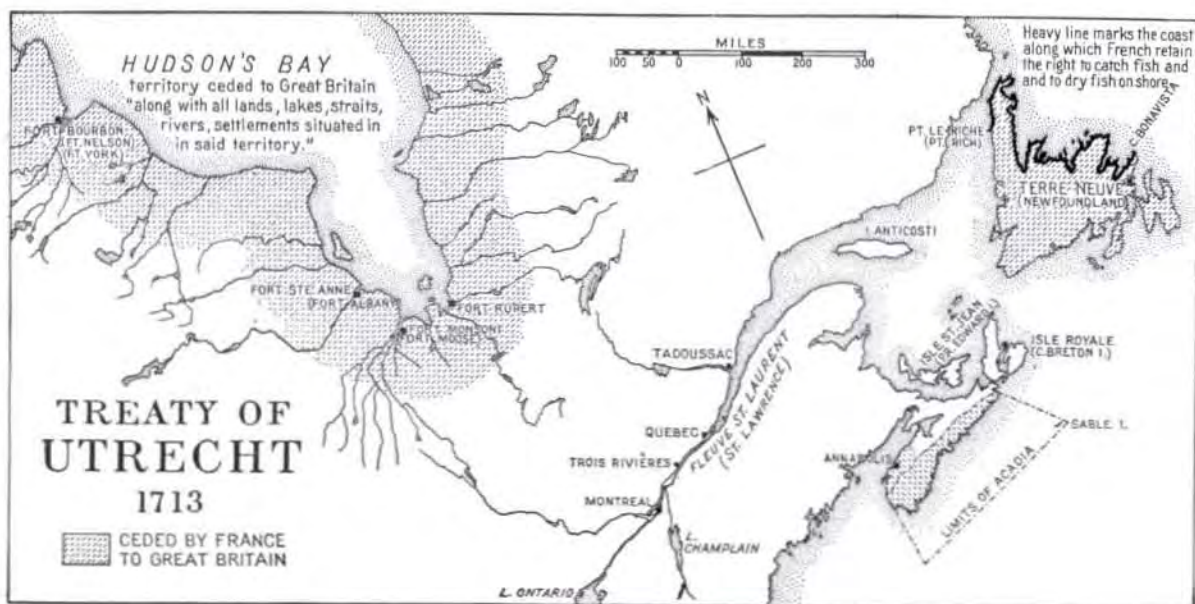 HUDSON'S BAY
territory ceded to Great Britain
"along with all lands, lakes, straits,
rivers, settlements situated in
in said territory."
MILES
100 50 0 100 200 300
Heavy line marks the coast
along which French retain
the right to catch fish and
and to dry fish on shore.
N
C. BONAVISTA
FORT BOURBON
(FT. NELSON)
(FT. YORK)
PT. LE RICHE
(PT. RICH)
TERRE NEUVE
(NEWFOUNDLAND)
I. ANTICOSTI
FORT STE. ANNE
(FORT ALBANY)
FORT RUPERT
FORT MONSONI
(FORT MOOSE)
ISLE ST. JEAN
(PR. EDWARD I.)
ISLE ROYALE
(C. BRETON I.)
TADOUSSAC
FLEUVE ST. LAURENT
(ST. LAWRENCE)
QUEBEC
SABLE I.
ANNAPOLIS
TROIS RIVIÈRES
LIMITS OF ACADIA
MONTREAL
L.
CHAMPLAIN
L. ONTARIO
TREATY OF
UTRECHT
1713
CEDED BY FRANCE
TO GREAT BRITAIN